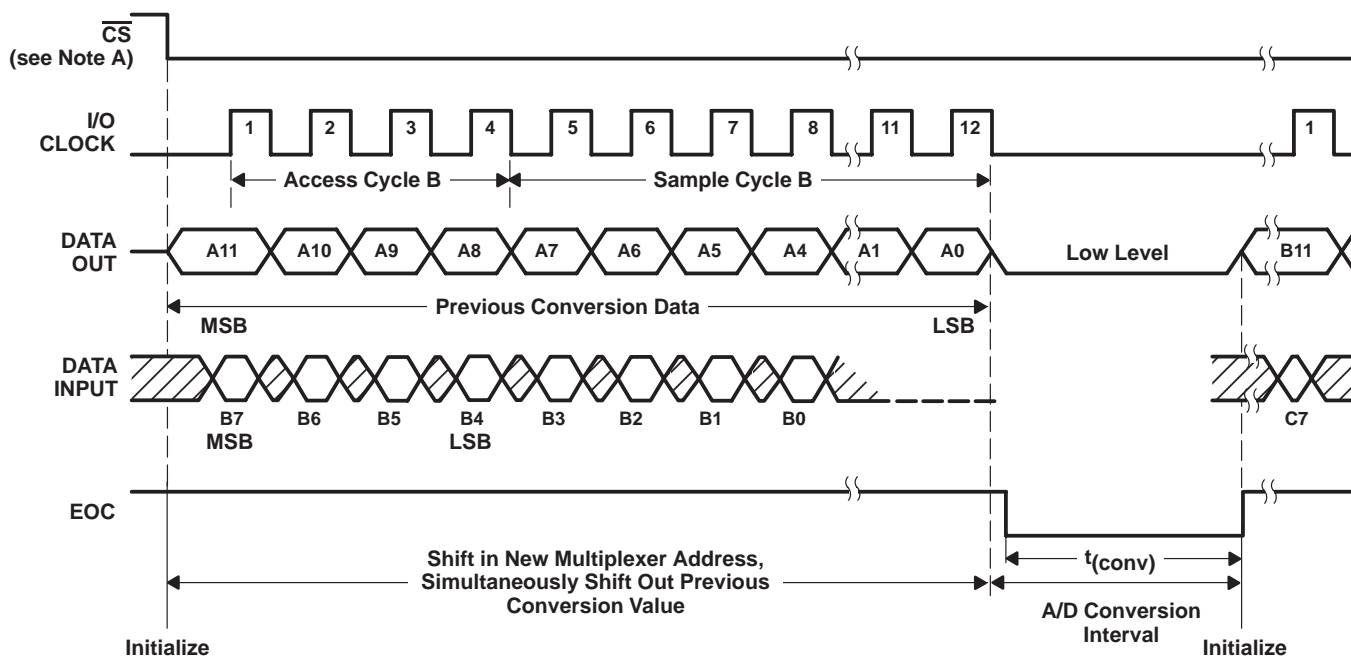 CS
(see Note A)
I/O
CLOCK
1 2 3 4 5 6 7 8 11 12 1
Access Cycle B Sample Cycle B
DATA
OUT
A11 A10 A9 A8 A7 A6 A5 A4 A1 A0 Low Level B11
Previous Conversion Data
MSB LSB
DATA
INPUT
B7 B6 B5 B4 B3 B2 B1 B0 C7
MSB LSB
EOC
Shift in New Multiplexer Address,
Simultaneously Shift Out Previous
Conversion Value
t(conv)
A/D Conversion
Interval
Initialize Initialize